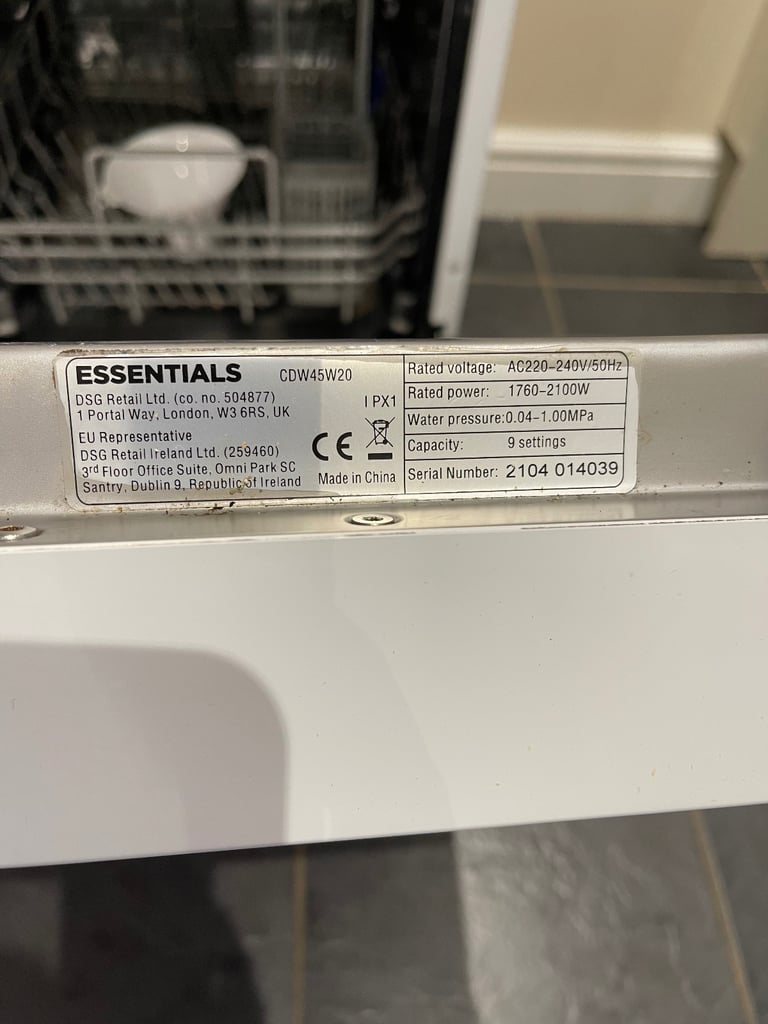 ESSENTIALS CDW45W20
DSG Retail Ltd. (co. no. 504877)
1 Portal Way, London, W3 6RS, UK
IPX1
EU Representative
DSG Retail Ireland Ltd. (259460)
3rd Floor Office Suite, Omni Park SC
Santry, Dublin 9, Republic of Ireland
CE
Made in China
Rated voltage: AC220-240V/50Hz
Rated power: 1760-2100W
Water pressure: 0.04-1.00MPa
Capacity: 9 settings
Serial Number: 2104 014039